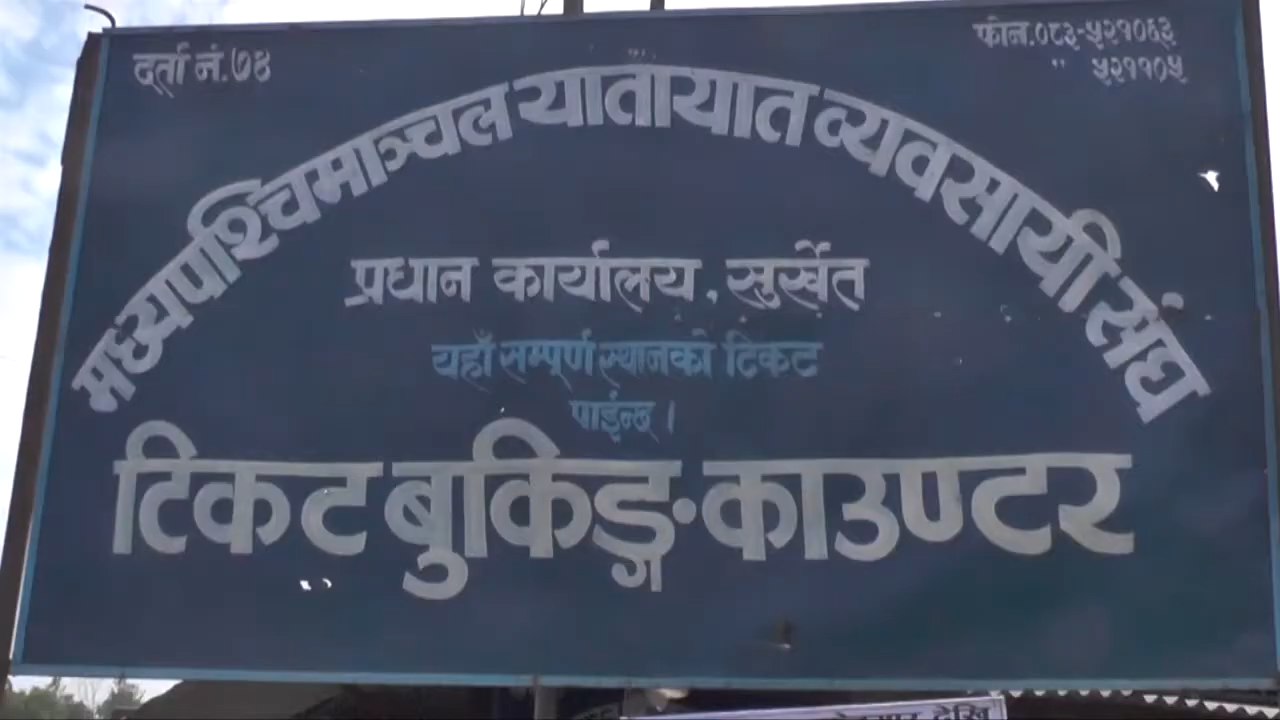 दर्ता नं.७४
फोन.०८३-५२१०६३
" ५२११०५
मध्यपश्चिमाञ्चल यातायात व्यवसायी संघ
प्रधान कार्यालय, सुर्खेत
यहाँ सम्पूर्ण स्थानको टिकट
पाईन्छ।
टिकट बुकिङ्ग·काउण्टर
देखि